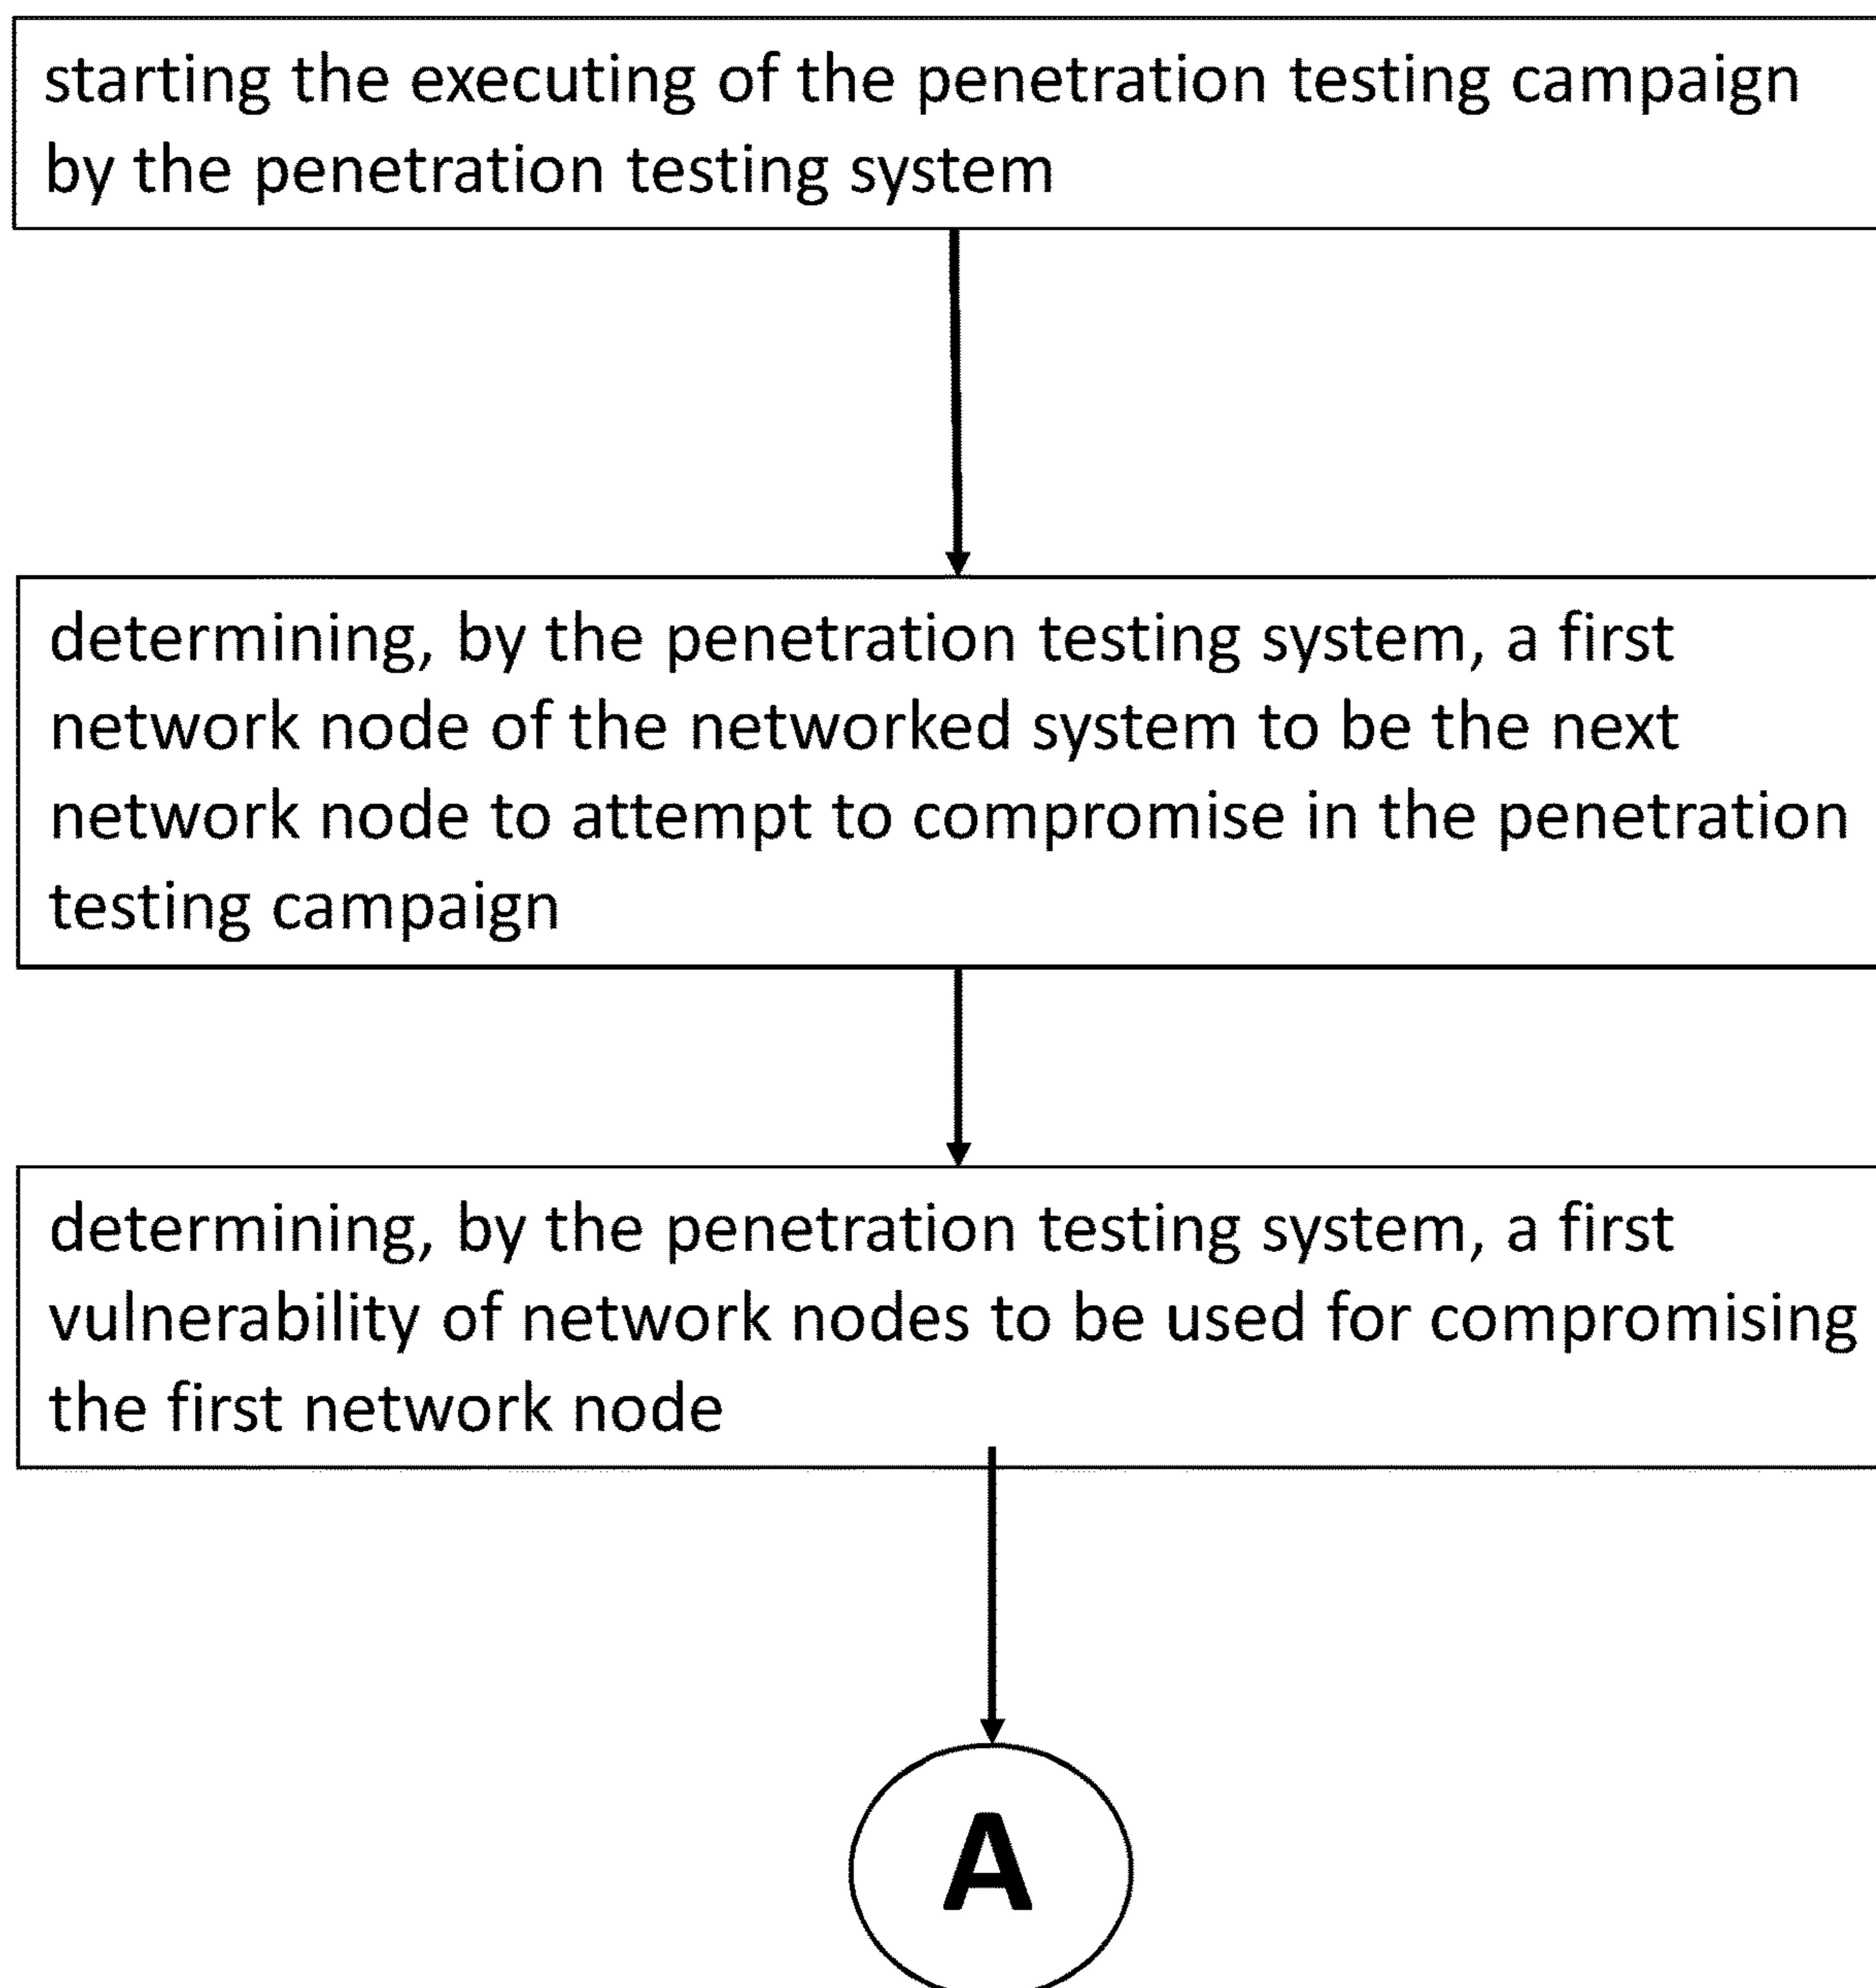 starting the executing of the penetration testing campaign
by the penetration testing system
determining, by the penetration testing system, a first
network node of the networked system to be the next
network node to attempt to compromise in the penetration
testing campaign
determining, by the penetration testing system, a first
vulnerability of network nodes to be used for compromising
the first network node
A